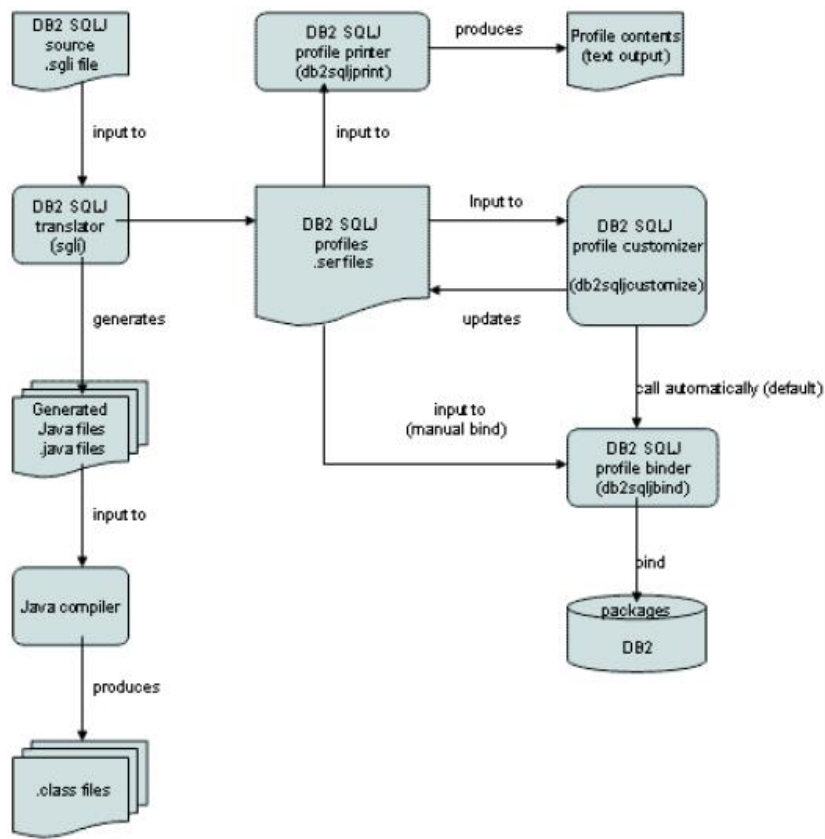 DB2 SQLJ
source
.sqlj file
input to
DB2 SQLJ
translator
(sqlj)
generates
Generated
Java files
.java files
input to
Java compiler
produces
.class files
DB2 SQLJ
profile printer
(db2sqljprint)
produces
Profile contents
(text output)
input to
DB2 SQLJ
profiles
.ser files
Input to
DB2 SQLJ
profile customizer
(db2sqljcustomize)
updates
call automatically (default)
input to
(manual bind)
DB2 SQLJ
profile binder
(db2sqljbind)
bind
packages
DB2